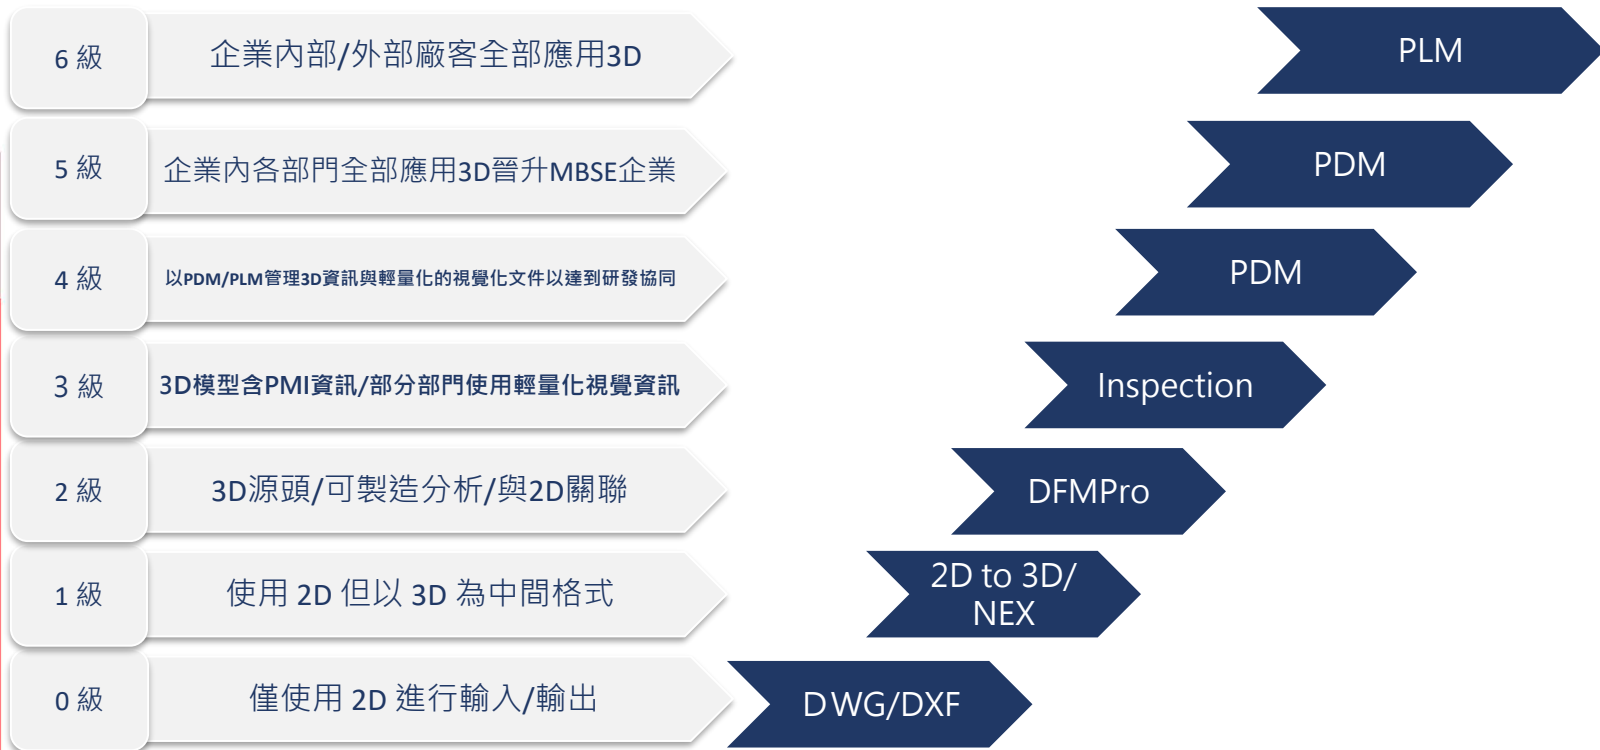 6 級
企業內部/外部廠客全部應用3D
PLM
5 級
企業內各部門全部應用3D晉升MBSE企業
PDM
4 級
以PDM/PLM管理3D資訊與輕量化的視覺化文件以達到研發協同
PDM
3 級
3D模型含PMI資訊/部分部門使用輕量化視覺資訊
Inspection
2 級
3D源頭/可製造分析/與2D關聯
DFMPro
1 級
使用 2D 但以 3D 為中間格式
2D to 3D/
NEX
0 級
僅使用 2D 進行輸入/輸出
DWG/DXF